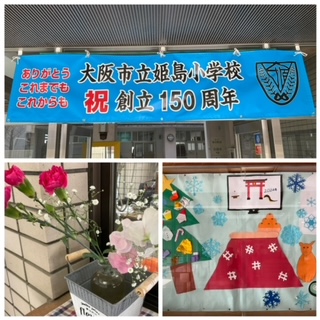 ありがとう
これまでも
これからも
大阪市立姫島小学校
祝 創立150周年